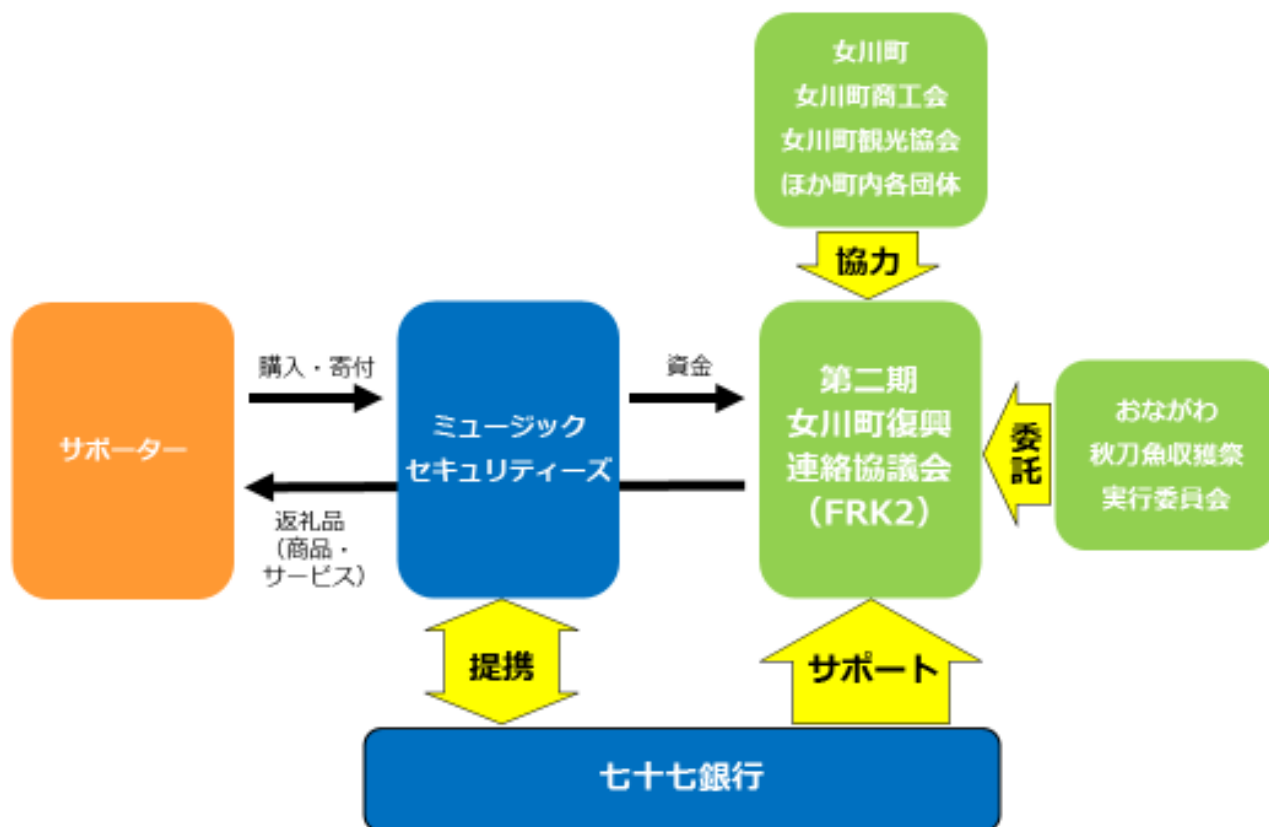 女川町
女川町商工会
女川町観光協会
ほか町内各団体
協力
サポーター
購入・寄付
返礼品
（商品・
サービス）
ミュージック
セキュリティーズ
資金
第二期
女川町復興
連絡協議会
（FRK2）
委託
おながわ
秋刀魚収獲祭
実行委員会
提携
サポート
七十七銀行